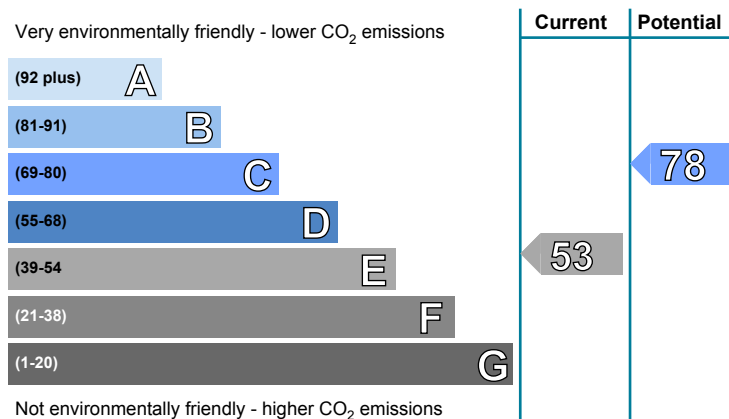 Very environmentally friendly - lower CO₂ emissions
Current
Potential
(92 plus) A
(81-91) B
(69-80) C
78
(55-68) D
(39-54 E
53
(21-38) F
(1-20) G
Not environmentally friendly - higher CO₂ emissions